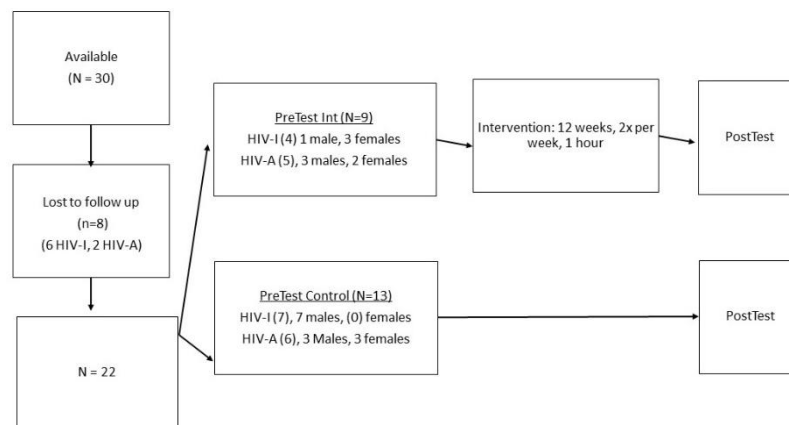 Available
(N = 30)
Lost to follow up
(n=8)
(6 HIV-I, 2 HIV-A)
N = 22
PreTest Int (N=9)
HIV-I (4) 1 male, 3 females
HIV-A (5), 3 males, 2 females
Intervention: 12 weeks, 2x per
week, 1 hour
PostTest
PreTest Control (N=13)
HIV-I (7), 7 males, (0) females
HIV-A (6), 3 Males, 3 females
PostTest